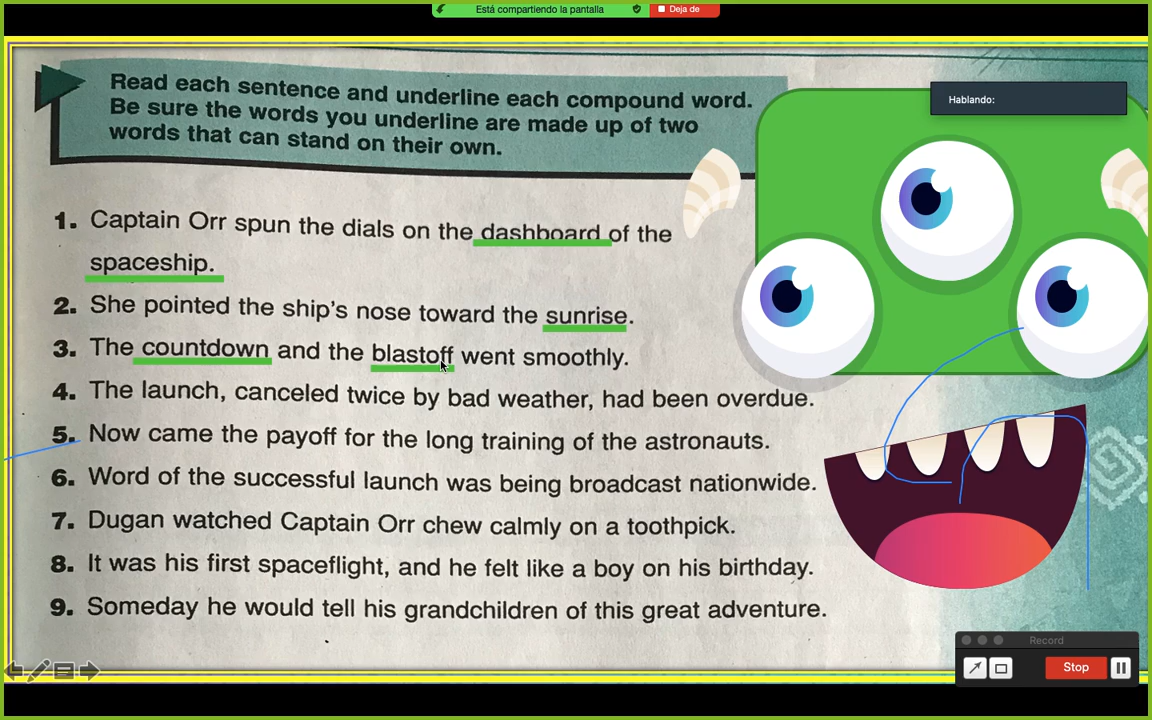 Está compartiendo la pantalla
Deja de
Read each sentence and underline each compound word.
Be sure the words you underline are made up of two
words that can stand on their own.
Hablando:
1. Captain Orr spun the dials on the dashboard of the
spaceship.
2. She pointed the ship's nose toward the sunrise.
3. The countdown and the blastoff went smoothly.
4. The launch, canceled twice by bad weather, had been overdue.
5. Now came the payoff for the long training of the astronauts.
6. Word of the successful launch was being broadcast nationwide.
7. Dugan watched Captain Orr chew calmly on a toothpick.
8. It was his first spaceflight, and he felt like a boy on his birthday.
9. Someday he would tell his grandchildren of this great adventure.
Record
Stop